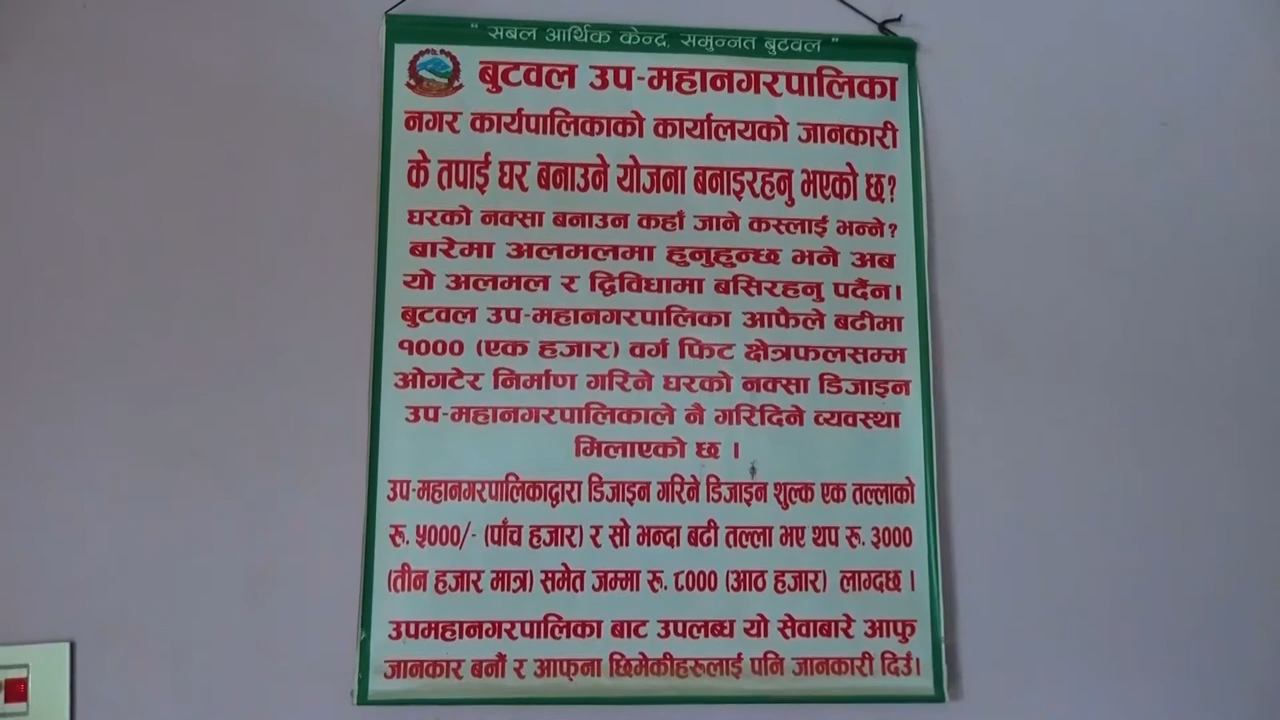 " सबल आर्थिक केन्द्र, समुन्नत बुटवल "
बुटवल उप-महानगरपालिका
नगर कार्यपालिकाको कार्यालयको जानकारी
के तपाई घर बनाउने योजना बनाइरहनु भएको छ?
घरको नक्सा बनाउन कहाँ जाने कस्लाई भन्ने?
बारेमा अलमलमा हुनुहुन्छ भने अब
यो अलमल र द्विविधामा बसिरहनु पर्दैन।
बुटवल उप-महानगरपालिका आफैले बढीमा
१००० (एक हजार) वर्ग फिट क्षेत्रफलसम्म
ओगटेर निर्माण गरिने घरको नक्सा डिजाइन
उप-महानगरपालिकाले नै गरिदिने व्यवस्था
मिलाएको छ ।
उप-महानगरपालिकाद्वारा डिजाइन गरिने डिजाइन शुल्क एक तल्लाको
रू. ५०००/- (पाँच हजार) र सो भन्दा बढी तल्ला भए थप रू. ३०००
(तीन हजार मात्र) समेत जम्मा रू. ८००० (आठ हजार) लाग्दछ ।
उपमहानगरपालिका बाट उपलब्ध यो सेवाबारे आफु
जानकार बनौं र आफ्ना छिमेकीहरुलाई पनि जानकारी दिउँ।